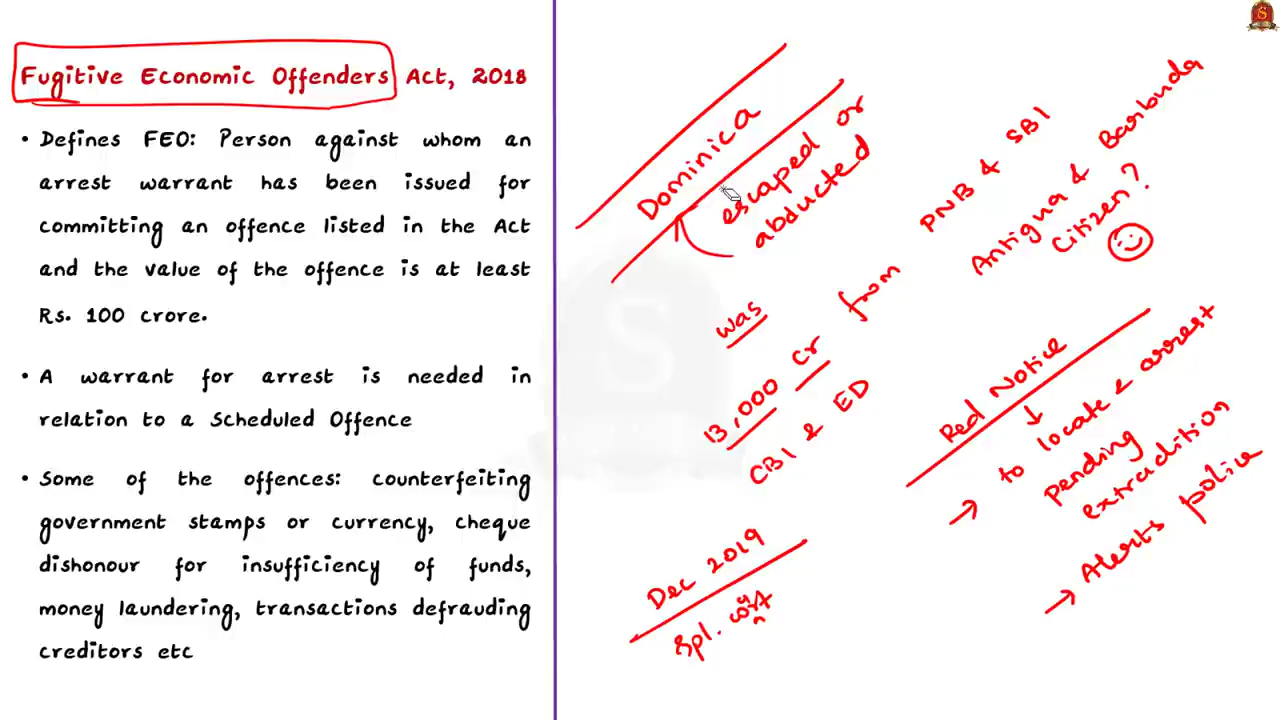 Fugitive Economic Offenders Act, 2018
• Defines FEO: Person against whom an
arrest warrant has been issued for
committing an offence listed in the Act
and the value of the offence is at least
Rs. 100 crore.
• A warrant for arrest is needed in
relation to a Scheduled Offence
• Some of the offences: counterfeiting
government stamps or currency, cheque
dishonour for insufficiency of funds,
money laundering, transactions defrauding
creditors etc
Dominica
escaped or
abducted
was
13,000 Cr from PNB & SBI
CBI & ED
Antigua & Barbuda
Citizen?
Red Notice
→ to locate & arrest
pending
extradition
→ Alerts police
Dec 2019
Spl.